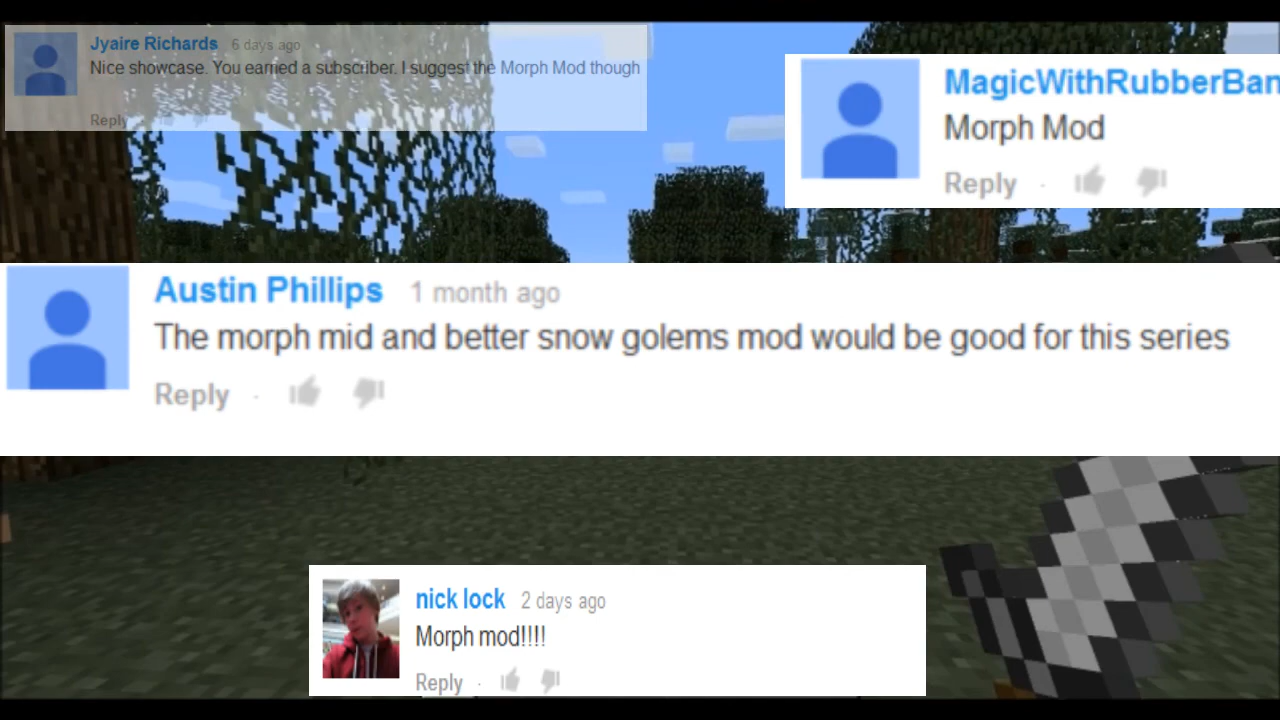 Jyaire Richards 6 days ago
Nice showcase. You earned a subscriber. I suggest the Morph Mod though
Reply
MagicWithRubberBan
Morph Mod
Reply ·
Austin Phillips 1 month ago
The morph mid and better snow golems mod would be good for this series
Reply ·
nick lock 2 days ago
Morph mod!!!!
Reply ·